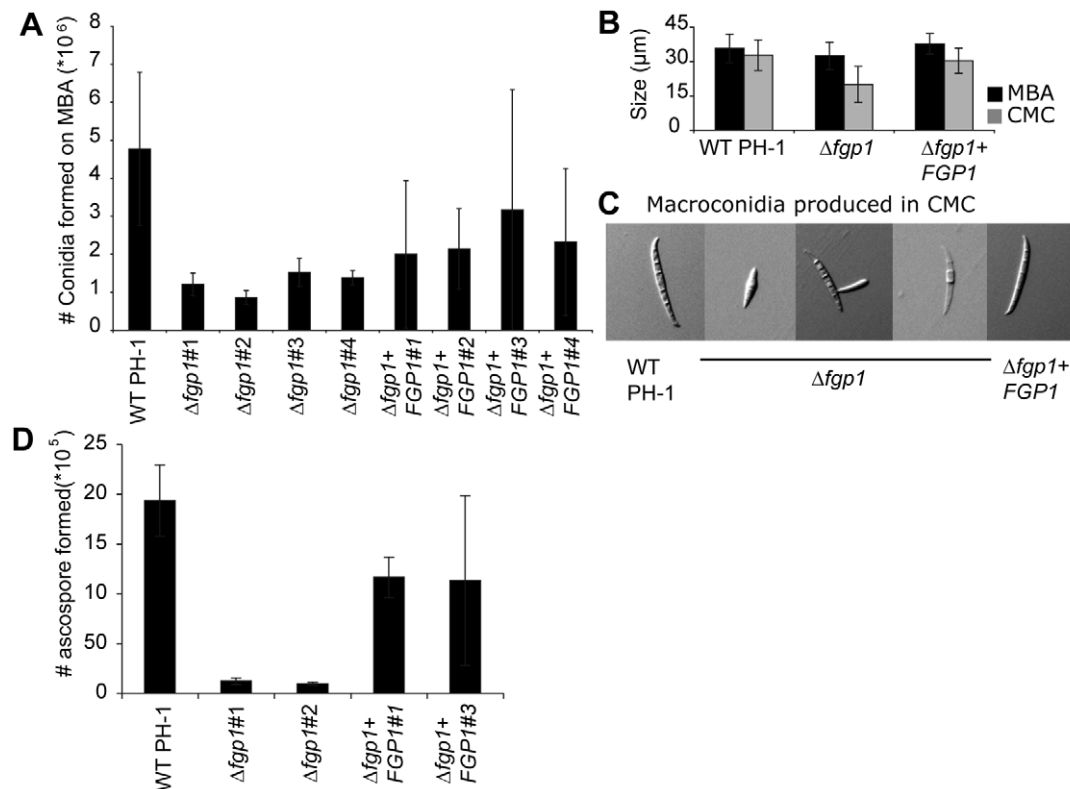 A
# Conidia formed on MBA (*10^6)
8
7
6
5
4
3
2
1
0
WT PH-1
Δfgp1#1
Δfgp1#2
Δfgp1#3
Δfgp1#4
Δfgp1+
FGP1#1
Δfgp1+
FGP1#2
Δfgp1+
FGP1#3
Δfgp1+
FGP1#4
B
Size (µm)
45
30
15
0
WT PH-1
Δfgp1
Δfgp1+
FGP1
MBA
CMC
C Macroconidia produced in CMC
WT
PH-1
Δfgp1
Δfgp1+
FGP1
D
# ascospore formed(*10^5)
25
20
15
10
50
0
WT PH-1
Δfgp1#1
Δfgp1#2
Δfgp1+
FGP1#1
Δfgp1+
FGP1#3